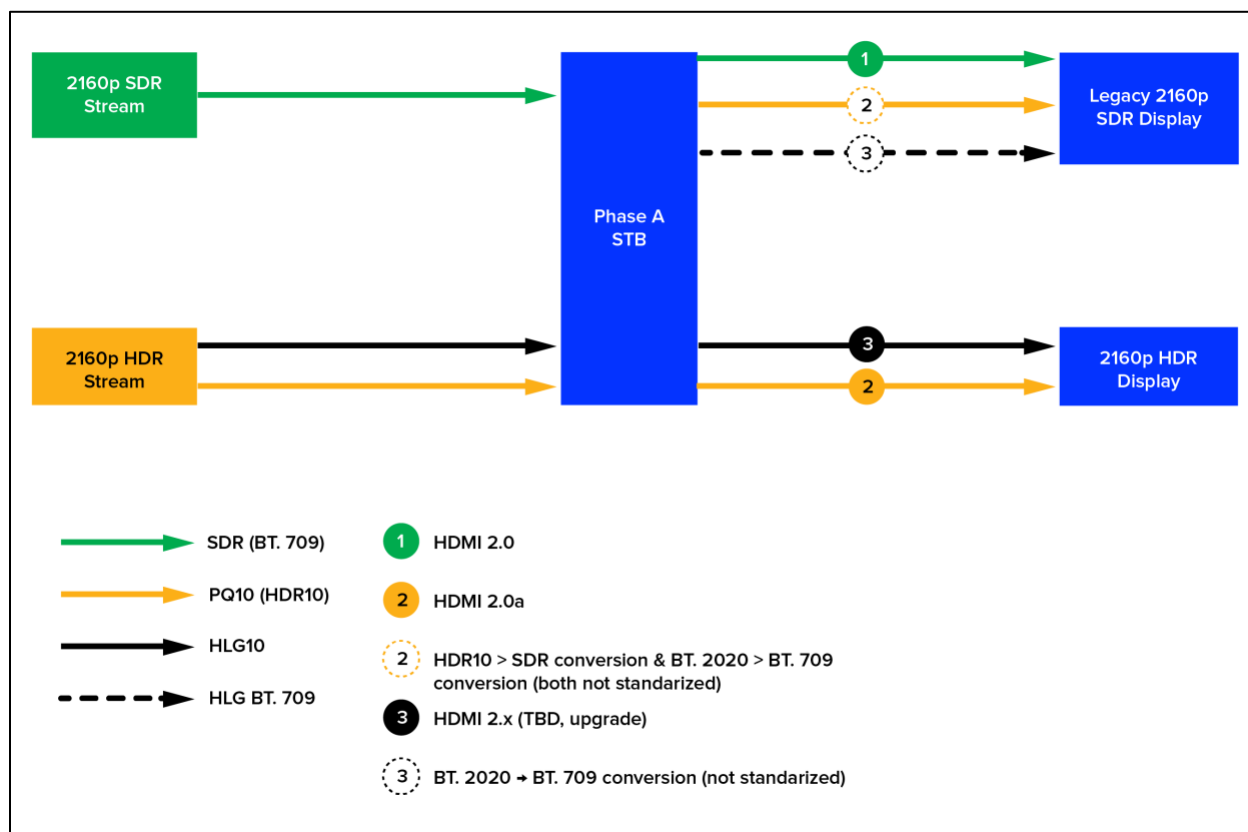 2160p SDR
Stream
Phase A
STB
1
2
3
Legacy 2160p
SDR Display
2160p HDR
Stream
3
2
2160p HDR
Display
SDR (BT. 709)
PQ10 (HDR10)
HLG10
HLG BT. 709
1 HDMI 2.0
2 HDMI 2.0a
2 HDR10 > SDR conversion & BT. 2020 > BT. 709
conversion (both not standarized)
3 HDMI 2.x (TBD, upgrade)
3 BT. 2020 → BT. 709 conversion (not standarized)